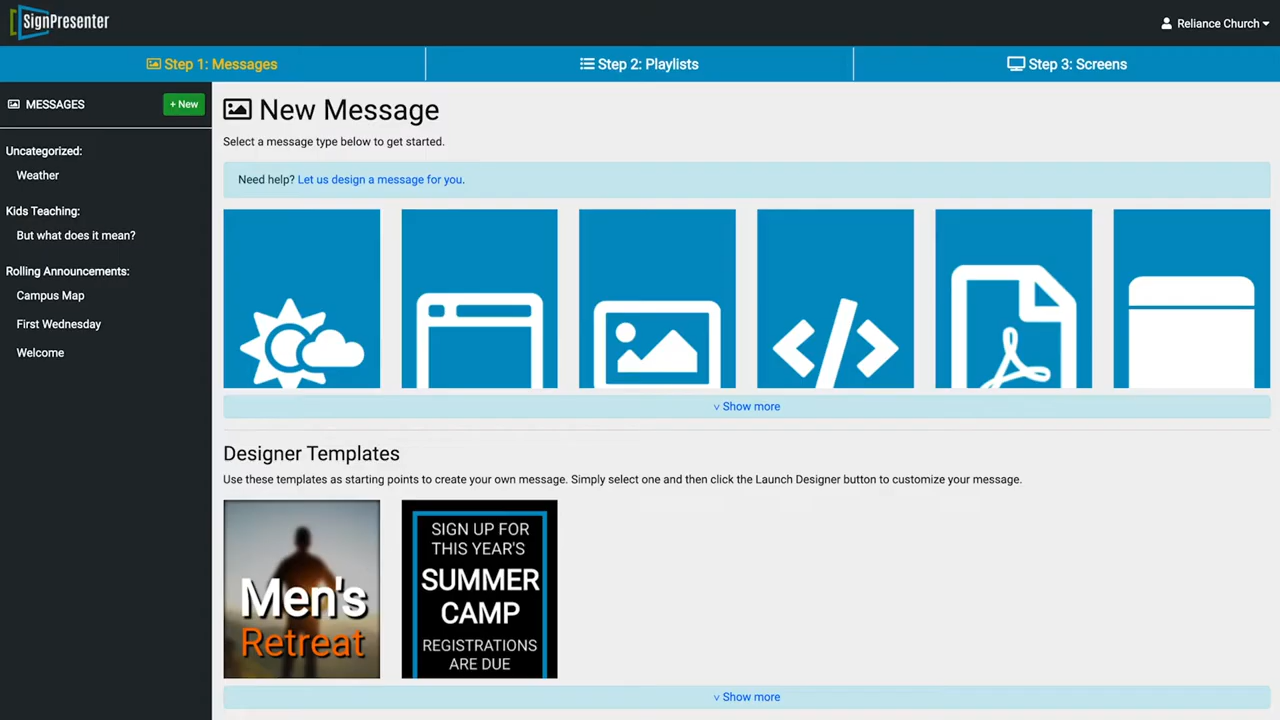 SignPresenter
Reliance Church
Step 1: Messages
Step 2: Playlists
Step 3: Screens
MESSAGES
+ New
Uncategorized:
Weather
Kids Teaching:
But what does it mean?
Rolling Announcements:
Campus Map
First Wednesday
Welcome
New Message
Select a message type below to get started.
Need help? Let us design a message for you.
v Show more
Designer Templates
Use these templates as starting points to create your own message. Simply select one and then click the Launch Designer button to customize your message.
Men's
Retreat
SIGN UP FOR
THIS YEAR'S
SUMMER
CAMP
REGISTRATIONS
ARE DUE
v Show more